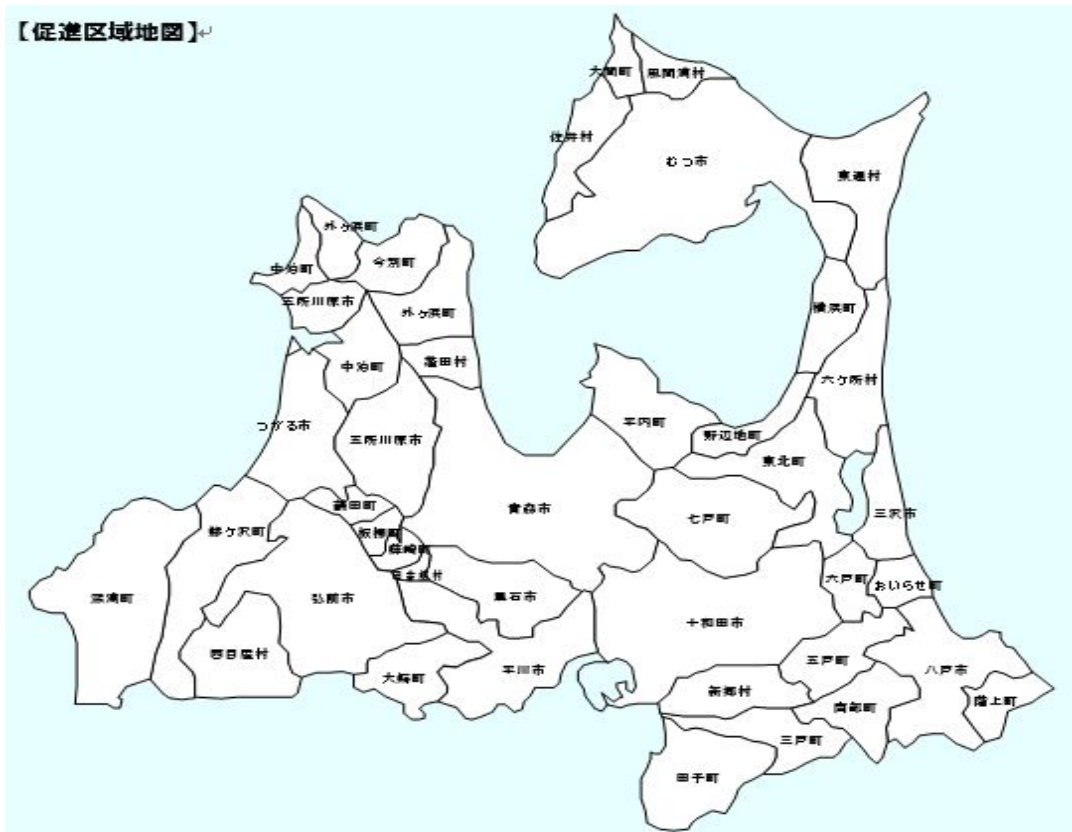 【促進区域地図】↵
大間町
風間浦村
佐井村
むつ市
東通村
外ヶ浜町
中泊町
今別町
五所川原市
外ヶ浜町
横浜町
蓬田村
中泊町
六ヶ所村
つがる市
五所川原市
平内町
野辺地町
東北町
鶴田町
青森市
七戸町
三沢市
鰺ヶ沢町
板柳町
藤崎町
田舎館村
六戸町
おいらせ町
深浦町
弘前市
黒石市
十和田市
西目屋村
大鰐町
平川市
五戸町
八戸市
新郷村
南部町
階上町
三戸町
田子町